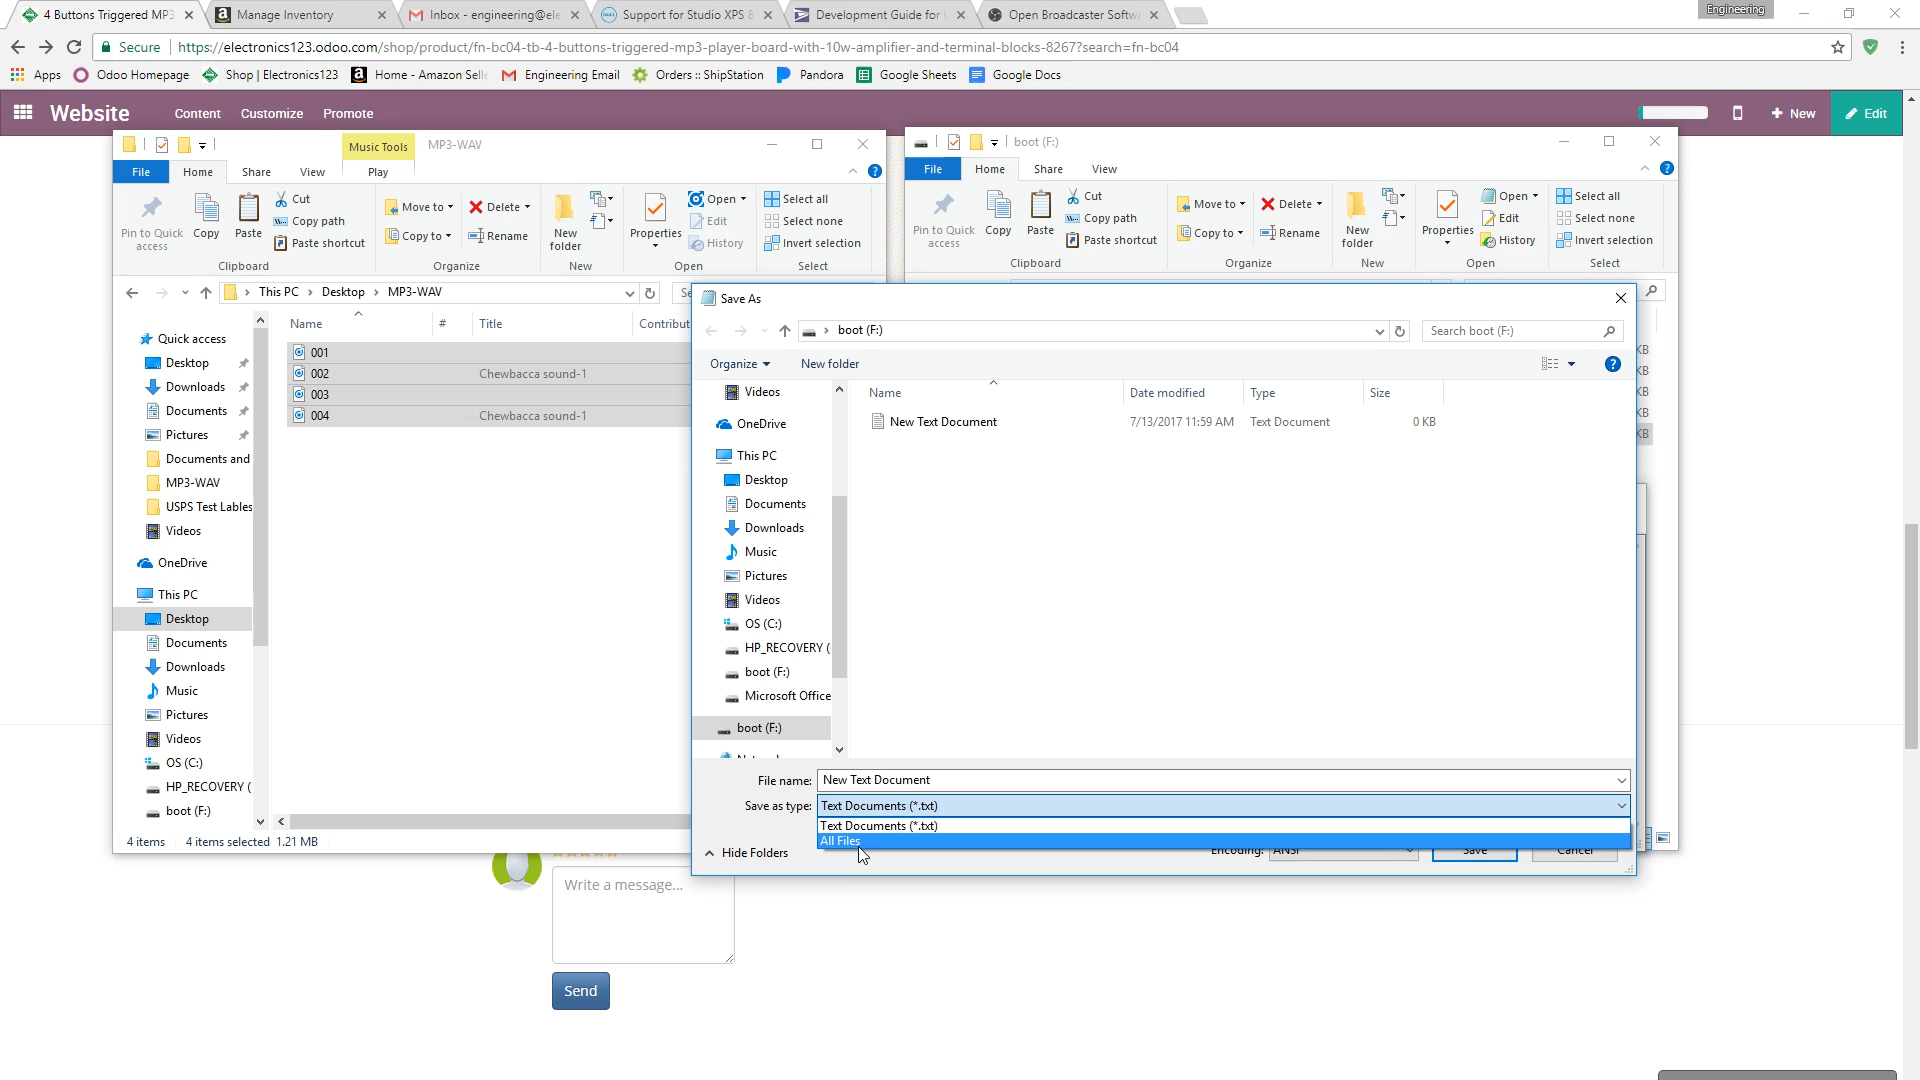 4 Buttons Triggered MP3
Manage Inventory
Inbox - engineering@ele
Support for Studio XPS 8
Development Guide for
Open Broadcaster Softw
Engineering
Secure
https://electronics123.odoo.com/shop/product/fn-bc04-tb-4-buttons-triggered-mp3-player-board-with-10w-amplifier-and-terminal-blocks-8267?search=fn-bc04
Apps
Odoo Homepage
Shop | Electronics123
Home - Amazon Selle
Engineering Email
Orders :: ShipStation
Pandora
Google Sheets
Google Docs
Website
Content
Customize
Promote
New
Edit
Music Tools
MP3-WAV
File
Home
Share
View
Play
Pin to Quick access
Copy
Paste
Cut
Copy path
Paste shortcut
Clipboard
Move to
Copy to
Delete
Rename
Organize
New folder
New
Properties
Open
Edit
History
Open
Select all
Select none
Invert selection
Select
This PC > Desktop > MP3-WAV
Se
Quick access
Desktop
Downloads
Documents
Pictures
Documents and
MP3-WAV
USPS Test Lables
Videos
OneDrive
This PC
Desktop
Documents
Downloads
Music
Pictures
Videos
OS (C:)
HP_RECOVERY (
boot (F:)
Name
#
Title
Contribut
001
002 Chewbacca sound-1
003
004 Chewbacca sound-1
4 items
4 items selected 1.21 MB
boot (F:)
File
Home
Share
View
Pin to Quick access
Copy
Paste
Cut
Copy path
Paste shortcut
Clipboard
Move to
Copy to
Delete
Rename
Organize
New folder
New
Properties
Open
Edit
History
Open
Select all
Select none
Invert selection
Select
KB
KB
KB
KB
KB
Save As
boot (F:)
Search boot (F:)
Organize
New folder
Videos
OneDrive
This PC
Desktop
Documents
Downloads
Music
Pictures
Videos
OS (C:)
HP_RECOVERY (
boot (F:)
Microsoft Office
boot (F:)
Name
Date modified
Type
Size
New Text Document 7/13/2017 11:59 AM Text Document 0 KB
File name: New Text Document
Save as type: Text Documents (*.txt)
Text Documents (*.txt)
All Files
Hide Folders
Encoding: ANSI
Save
Cancel
Write a message...
Send